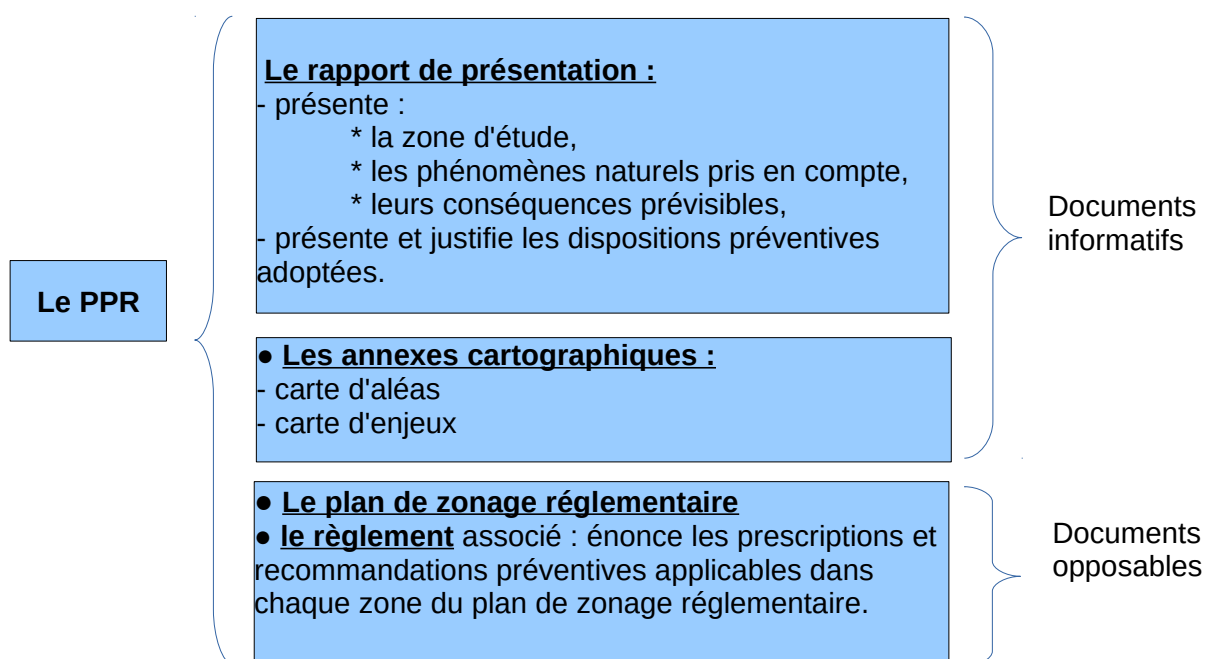 Le PPR
Le rapport de présentation :
- présente :
* la zone d'étude,
* les phénomènes naturels pris en compte,
* leurs conséquences prévisibles,
- présente et justifie les dispositions préventives
adoptées.
● Les annexes cartographiques :
- carte d'aléas
- carte d'enjeux
Documents
informatifs
● Le plan de zonage réglementaire
● le règlement associé : énonce les prescriptions et
recommandations préventives applicables dans
chaque zone du plan de zonage réglementaire.
Documents
opposables